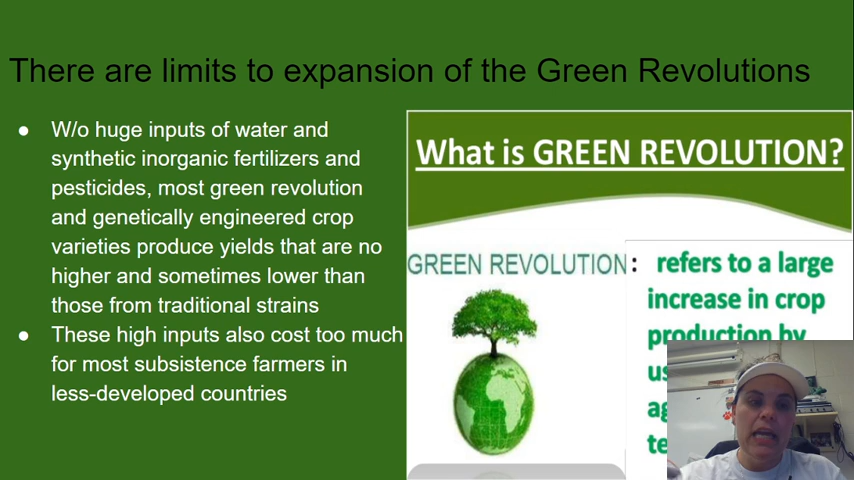 There are limits to expansion of the Green Revolutions
● W/o huge inputs of water and
synthetic inorganic fertilizers and
pesticides, most green revolution
and genetically engineered crop
varieties produce yields that are no
higher and sometimes lower than
those from traditional strains
● These high inputs also cost too much
for most subsistence farmers in
less-developed countries
What is GREEN REVOLUTION?
GREEN REVOLUTION : refers to a large
increase in crop
production by